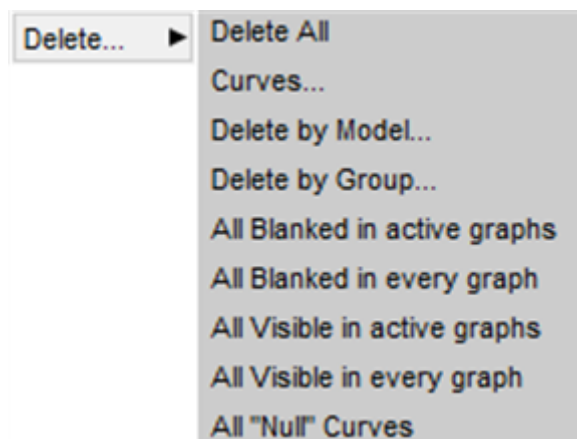 Delete... ▶ Delete All
Curves...
Delete by Model...
Delete by Group...
All Blanked in active graphs
All Blanked in every graph
All Visible in active graphs
All Visible in every graph
All "Null" Curves